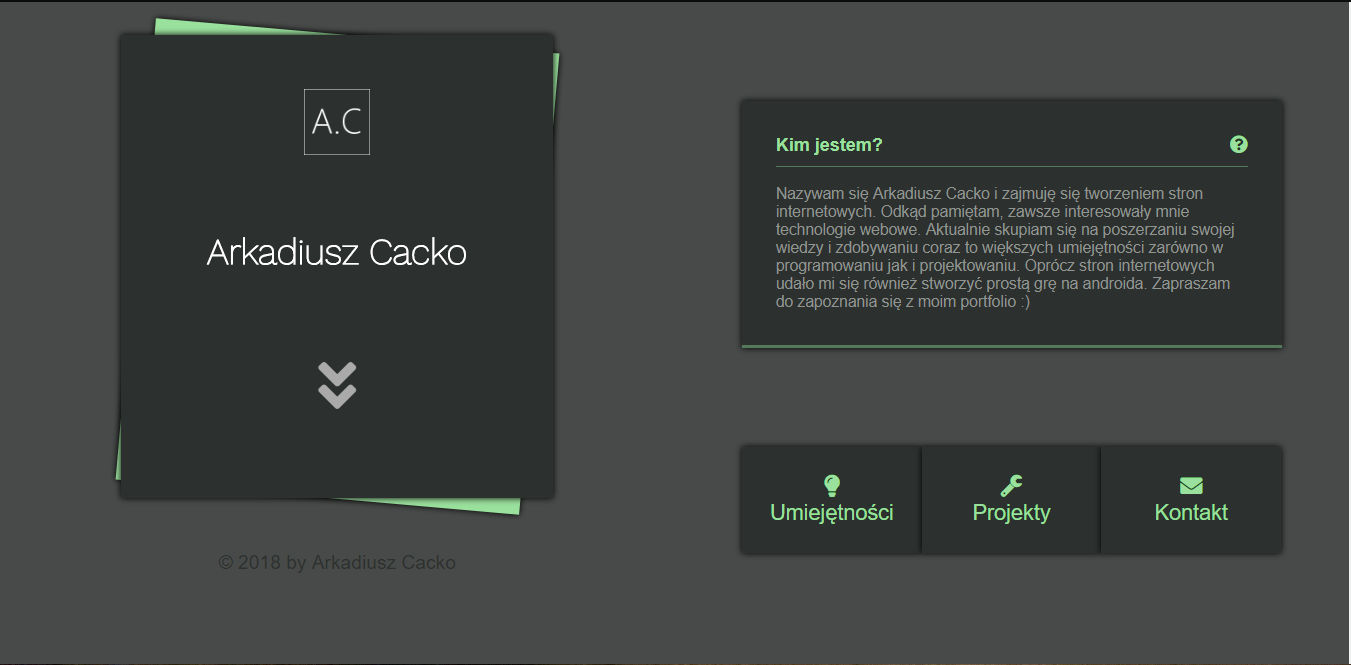 A.C
Arkadiusz Cacko
© 2018 by Arkadiusz Cacko
Kim jestem?
Nazywam się Arkadiusz Cacko i zajmuję się tworzeniem stron
internetowych. Odkąd pamiętam, zawsze interesowały mnie
technologie webowe. Aktualnie skupiam się na poszerzaniu swojej
wiedzy i zdobywaniu coraz to większych umiejętności zarówno w
programowaniu jak i projektowaniu. Oprócz stron internetowych
udało mi się również stworzyć prostą grę na androida. Zapraszam
do zapoznania się z moim portfolio :)
Umiejętności
Projekty
Kontakt